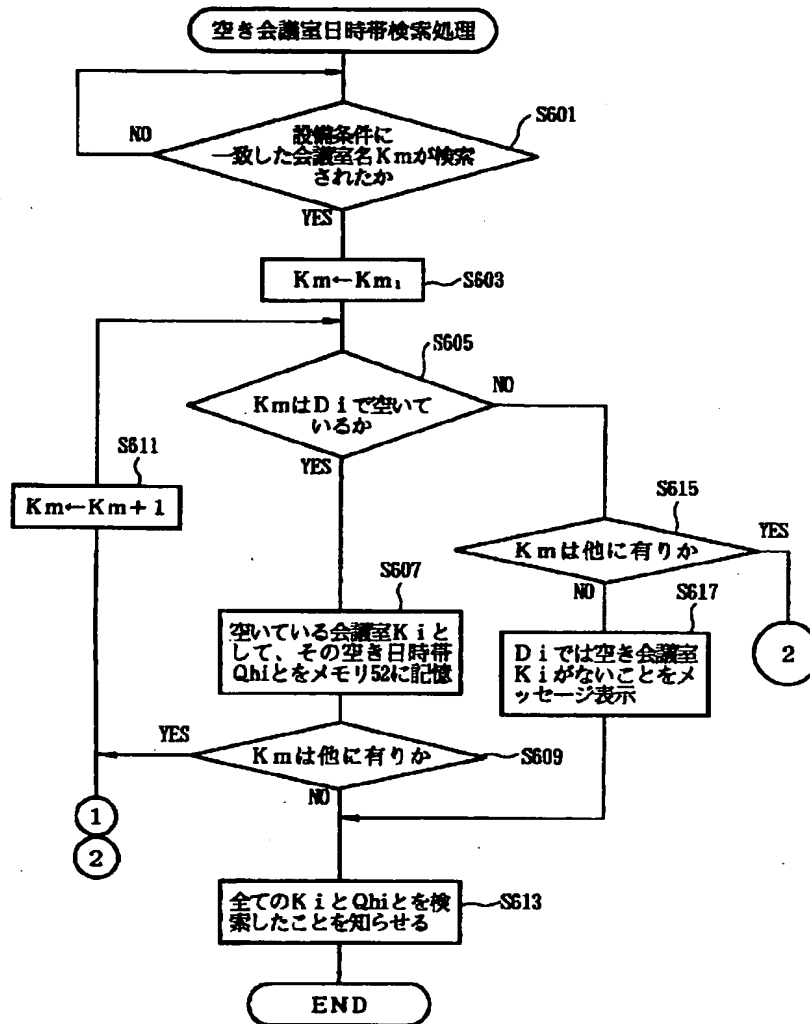 空き会議室日時帯検索処理
S601
NO
設備条件に
一致した会議室名Kmが検索
されたか
YES
Km←Km₁
S603
S605
NO
KmはDiで空いて
いるか
YES
S611
Km←Km+1
S615
YES
Kmは他に有りか
NO
S617
2
S607
空いている会議室Kiと
して、その空き日時帯
Qhiとをメモリ52に記憶
Diでは空き会議室
Kiがないことをメ
ッセージ表示
YES
Kmは他に有りか
S609
NO
1
2
全てのKiとQhiとを検
索したことを知らせる
S613
END